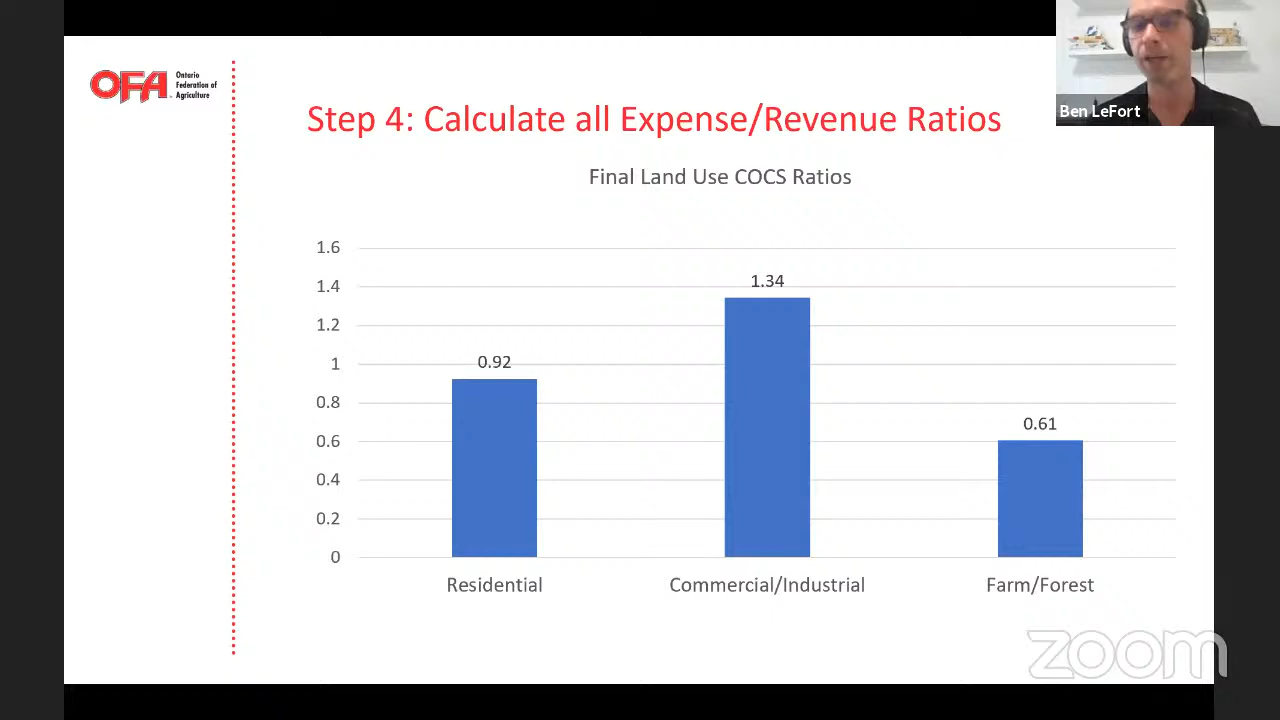 OFA
Ontario
Federation of
Agriculture
Step 4: Calculate all Expense/Revenue Ratios
Ben LeFort
Final Land Use COCS Ratios
1.6
1.4
1.2
1
0.8
0.6
0.4
0.2
0
0.92
1.34
0.61
Residential
Commercial/Industrial
Farm/Forest
zoom